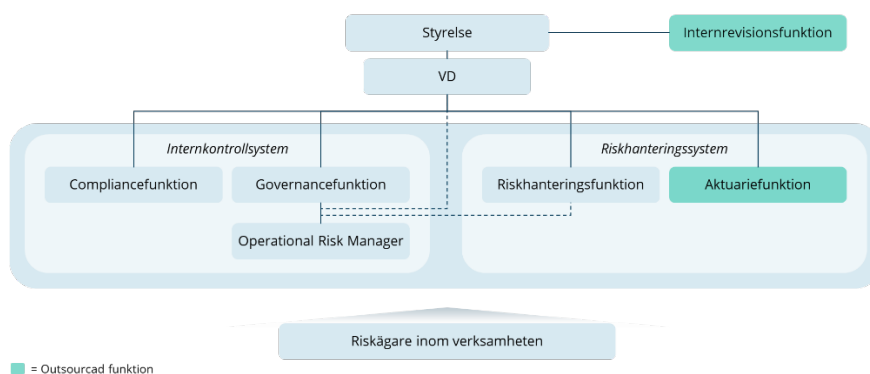 Styrelse
Internrevisionsfunktion
VD
Internkontrollsystem
Riskhanteringssystem
Compliancefunktion
Governancefunktion
Riskhanteringsfunktion
Aktuariefunktion
Operational Risk Manager
Riskägare inom verksamheten
= Outsourcad funktion